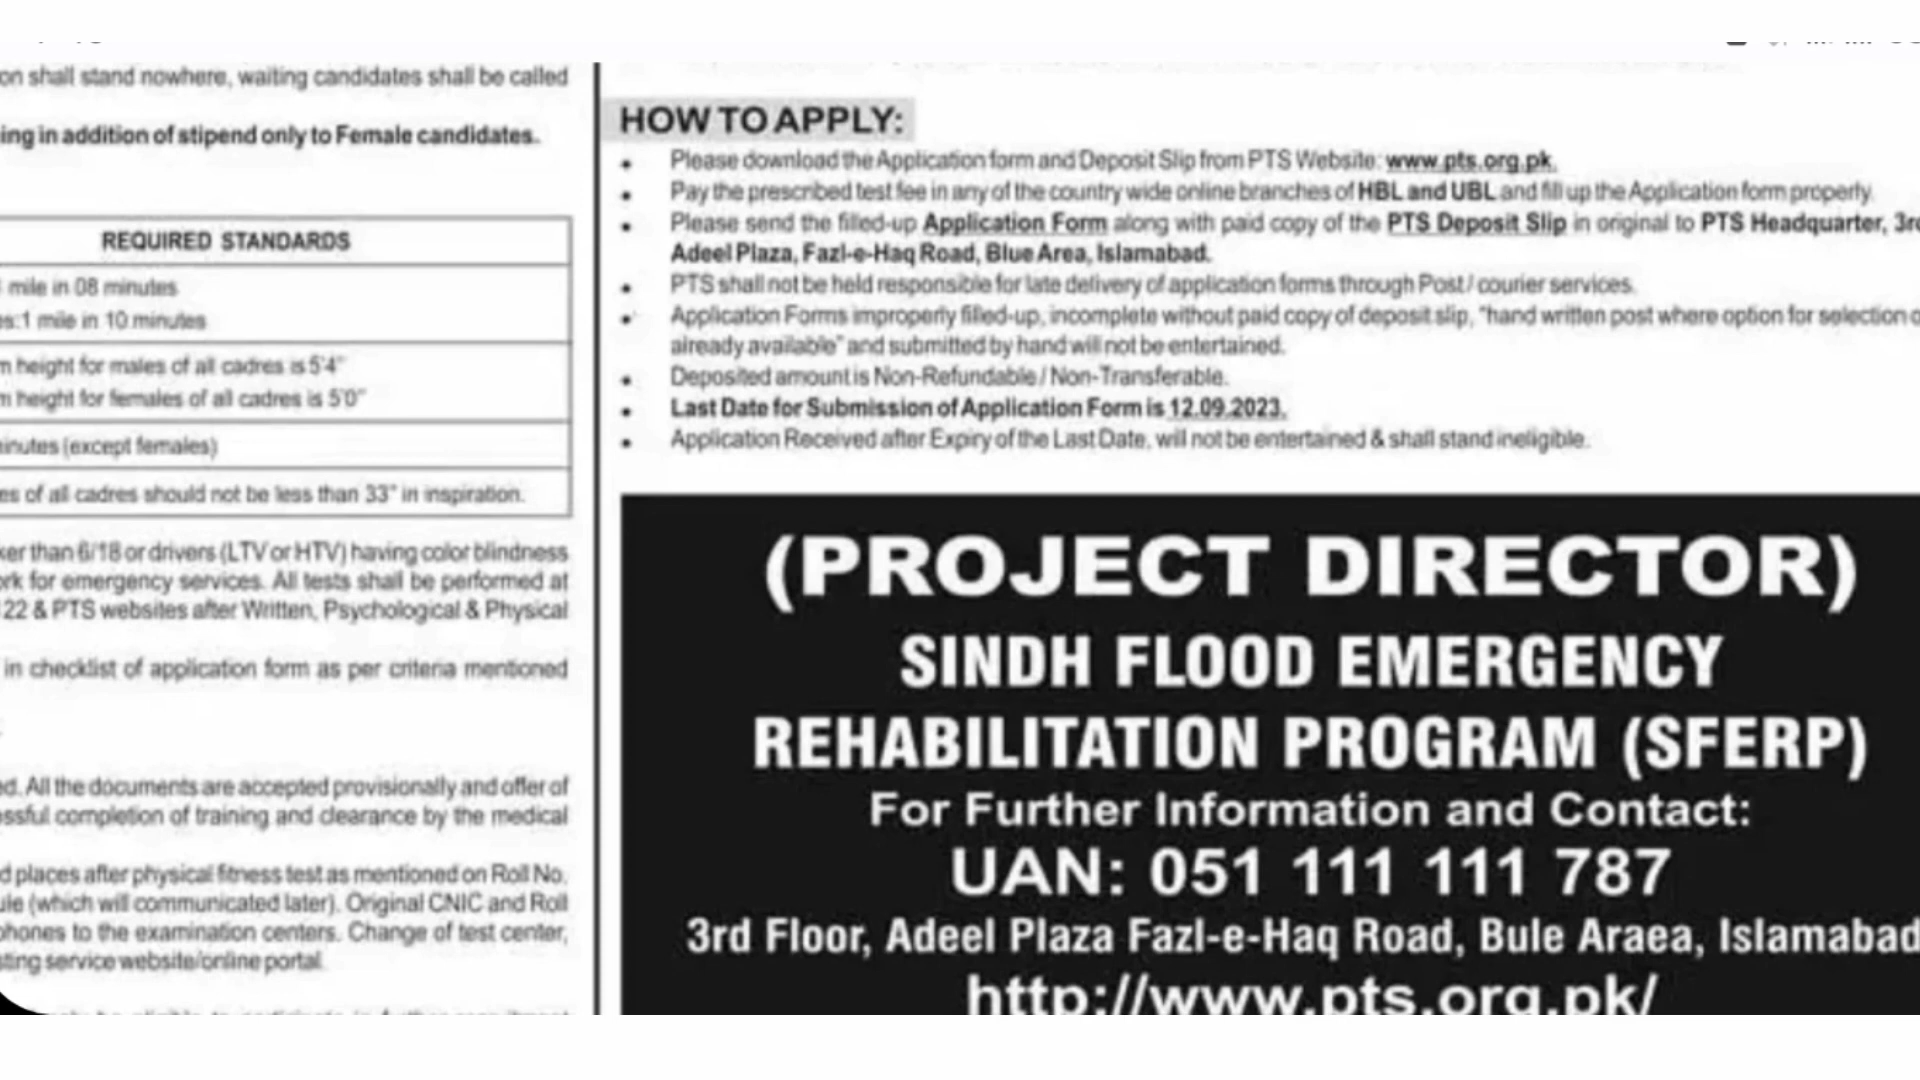 on shall stand nowhere, waiting candidates shall be called
ing in addition of stipend only to Female candidates.
REQUIRED STANDARDS
mile in 08 minutes
es:1 mile in 10 minutes
m height for males of all cadres is 5'4"
m height for females of all cadres is 5'0"
inutes (except females)
es of all cadres should not be less than 33" in inspiration.
ker than 6/18 or drivers (LTV or HTV) having color blindness
ork for emergency services. All tests shall be performed at
22 & PTS websites after Written, Psychological & Physical
in checklist of application form as per criteria mentioned
ed. All the documents are accepted provisionally and offer of
essful completion of training and clearance by the medical
d places after physical fitness test as mentioned on Roll No.
ule (which will communicated later). Original CNIC and Roll
phones to the examination centers. Change of test center,
sting service website/online portal.
HOW TO APPLY:
• Please download the Application form and Deposit Slip from PTS Website: www.pts.org.pk.
• Pay the prescribed test fee in any of the country wide online branches of HBL and UBL and fill up the Application form properly.
• Please send the filled-up Application Form along with paid copy of the PTS Deposit Slip in original to PTS Headquarter, 3rd
Adeel Plaza, Fazl-e-Haq Road, Blue Area, Islamabad.
• PTS shall not be held responsible for late delivery of application forms through Post / courier services.
• Application Forms improperly filled-up, incomplete without paid copy of deposit slip, "hand written post where option for selection o
already available" and submitted by hand will not be entertained.
• Deposited amount is Non-Refundable / Non-Transferable.
• Last Date for Submission of Application Form is 12.09.2023.
• Application Received after Expiry of the Last Date, will not be entertained & shall stand ineligible.
(PROJECT DIRECTOR)
SINDH FLOOD EMERGENCY
REHABILITATION PROGRAM (SFERP)
For Further Information and Contact:
UAN: 051 111 111 787
3rd Floor, Adeel Plaza Fazl-e-Haq Road, Bule Araea, Islamabad
http://www.pts.org.pk/